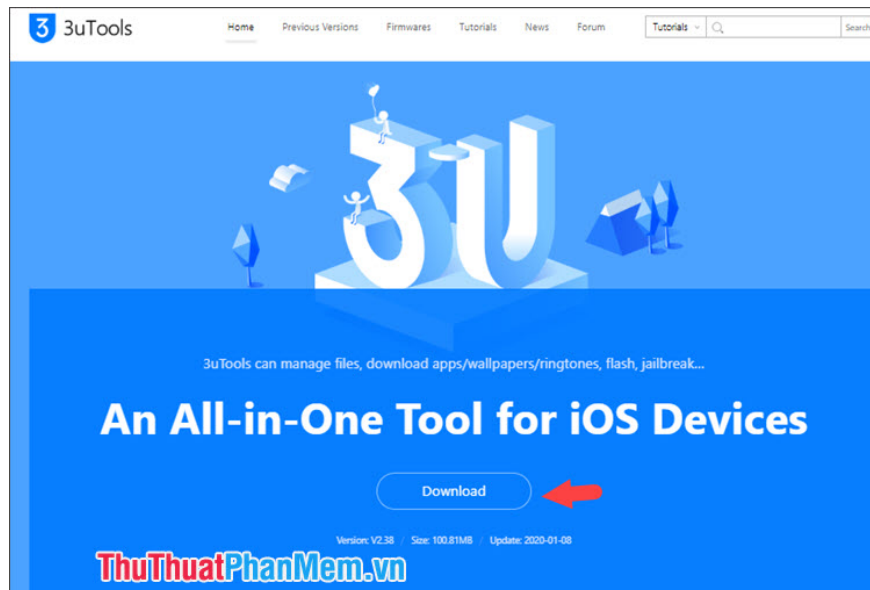 3 3uTools Home Previous Versions Firmwares Tutorials News Forum Tutorials Search
3U
3uTools can manage files, download apps/wallpapers/ringtones, flash, jailbreak...
An All-in-One Tool for iOS Devices
Download
Version: V2.38 / Size: 100.81MB / Update: 2020-01-08
ThuThuatPhanMem.vn